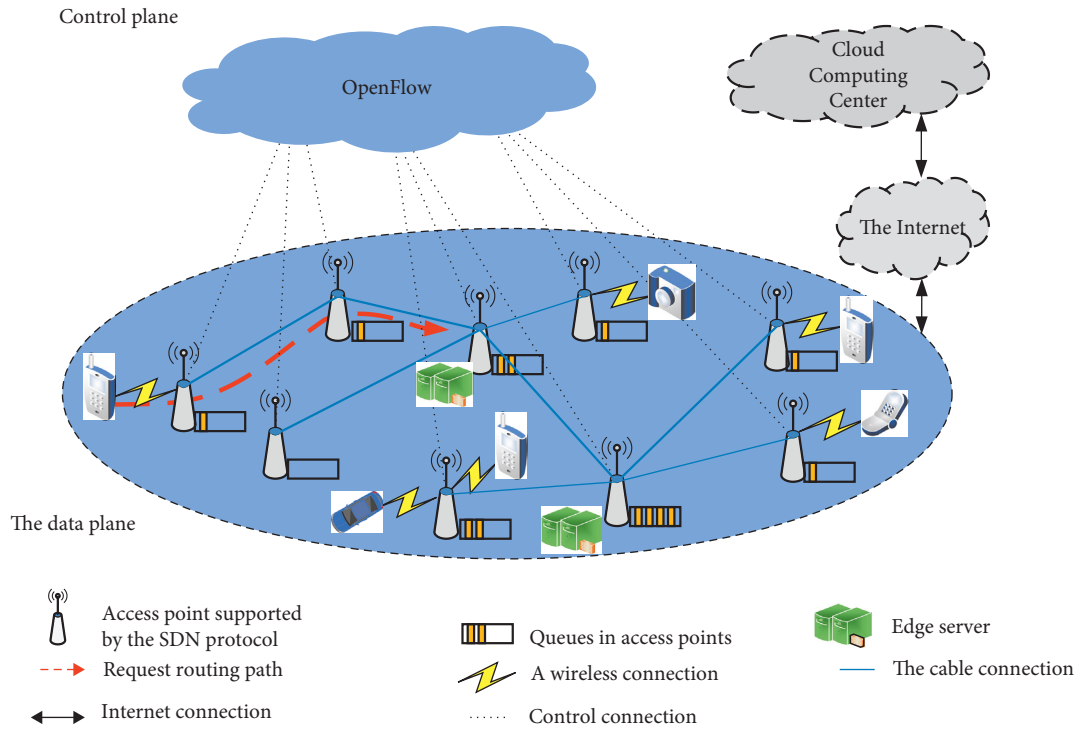 Control plane
OpenFlow
Cloud
Computing
Center
The Internet
The data plane
Access point supported
by the SDN protocol
Queues in access points
Edge server
Request routing path
A wireless connection
The cable connection
Internet connection
Control connection